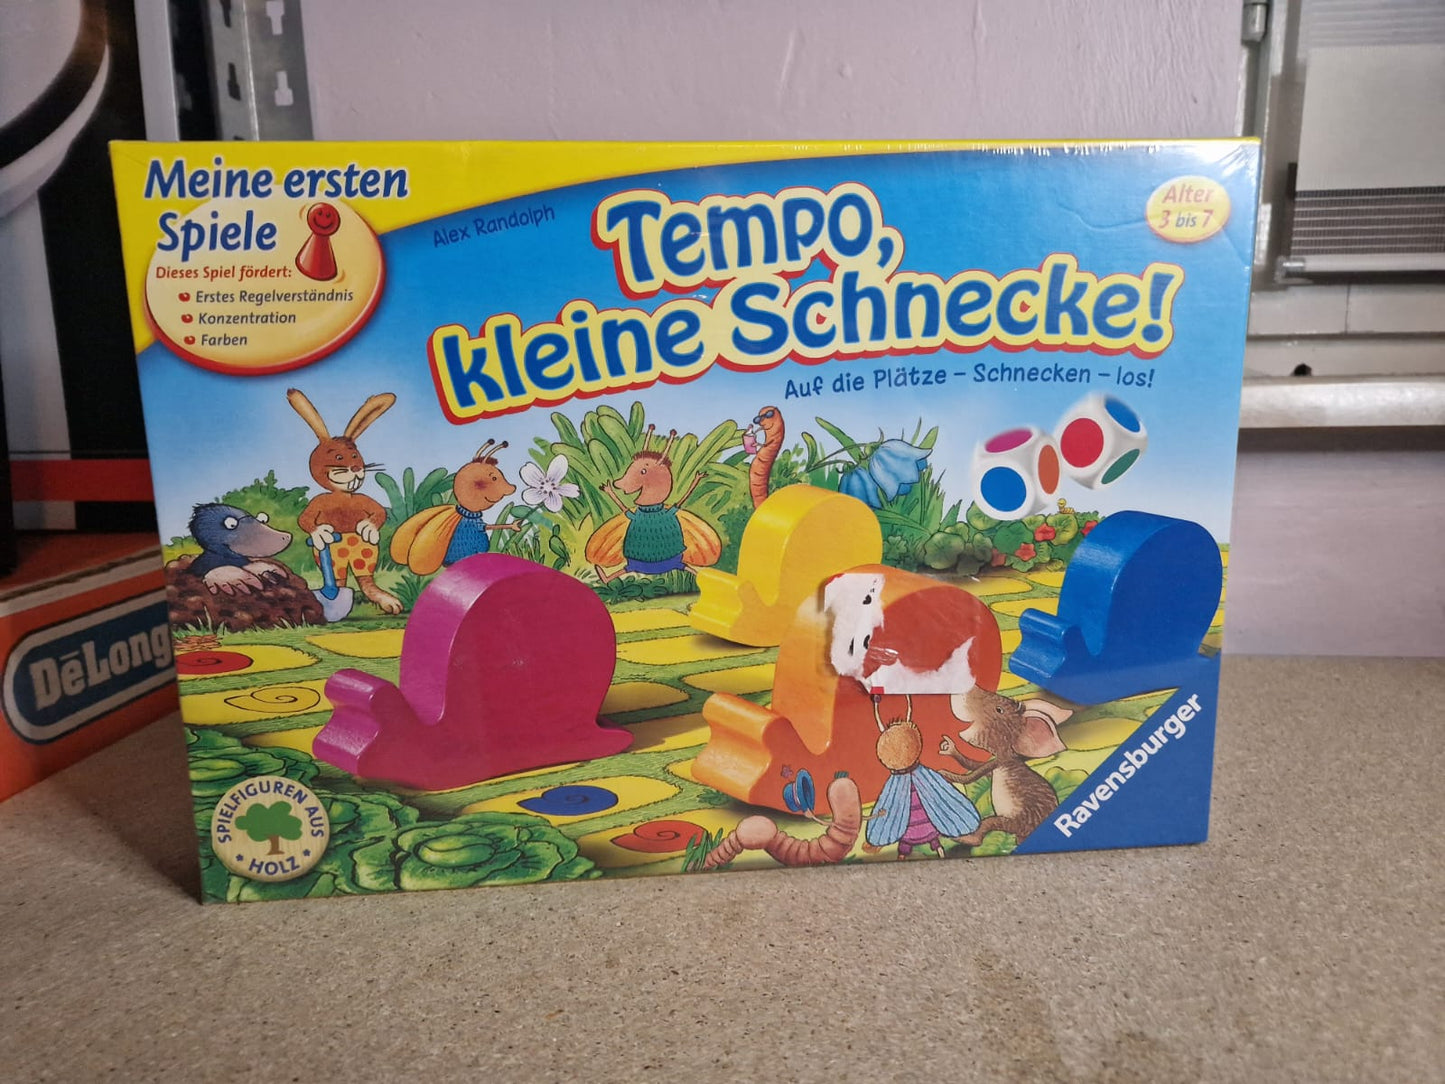 Meine ersten
Spiele
Dieses Spiel fördert:
Erstes Regelverständnis
Konzentration
Farben
Alex Randolph
Tempo,
kleine Schnecke!
Auf die Plätze – Schnecken – los!
Alter
3 bis 7
SPIELFIGUREN AUS
HOLZ
Ravensburger
DeLong